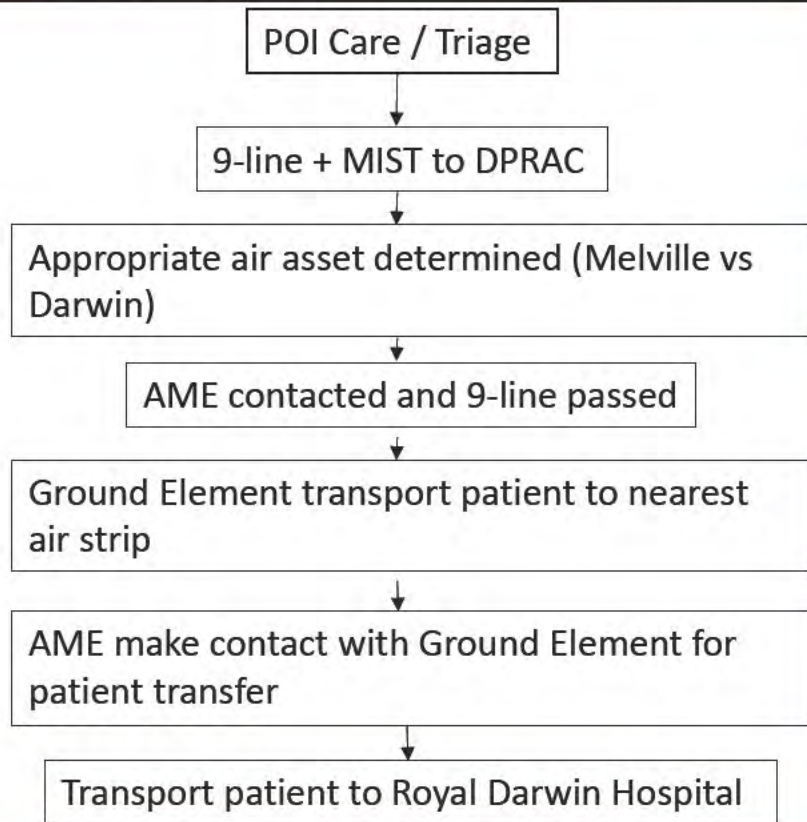 POI Care / Triage
9-line + MIST to DPRAC
Appropriate air asset determined (Melville vs
Darwin)
AME contacted and 9-line passed
Ground Element transport patient to nearest
air strip
AME make contact with Ground Element for
patient transfer
Transport patient to Royal Darwin Hospital